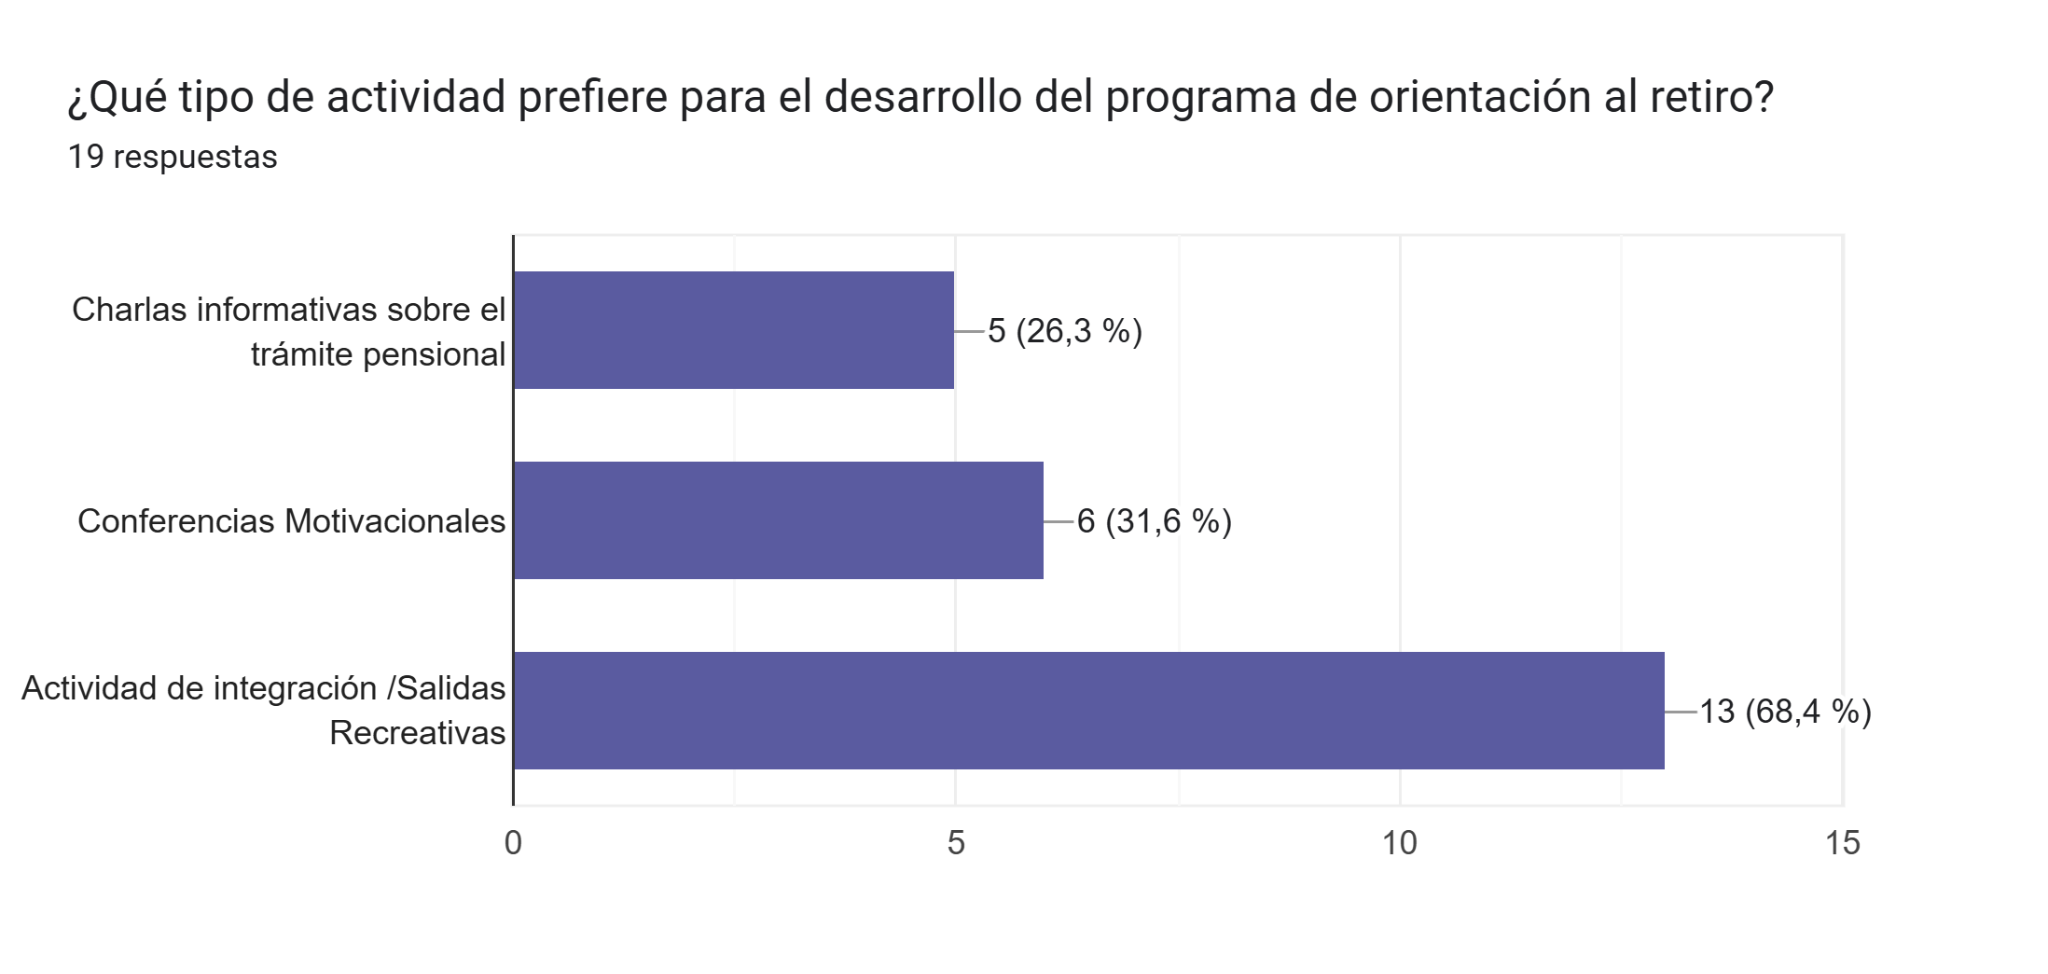 ¿Qué tipo de actividad prefiere para el desarrollo del programa de orientación al retiro?
19 respuestas
Charlas informativas sobre el
trámite pensional
5 (26,3 %)
Conferencias Motivacionales
6 (31,6 %)
Actividad de integración /Salidas
Recreativas
13 (68,4 %)
0
5
10
15